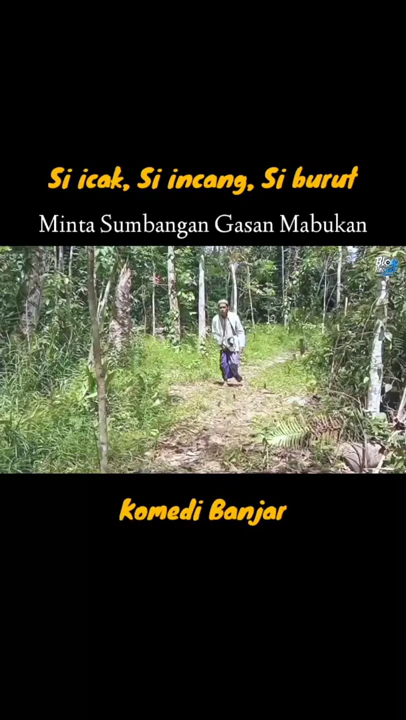 Si icak, Si incang, Si burut
Minta Sumbangan Gasan Mabukan
Komedi Banjar